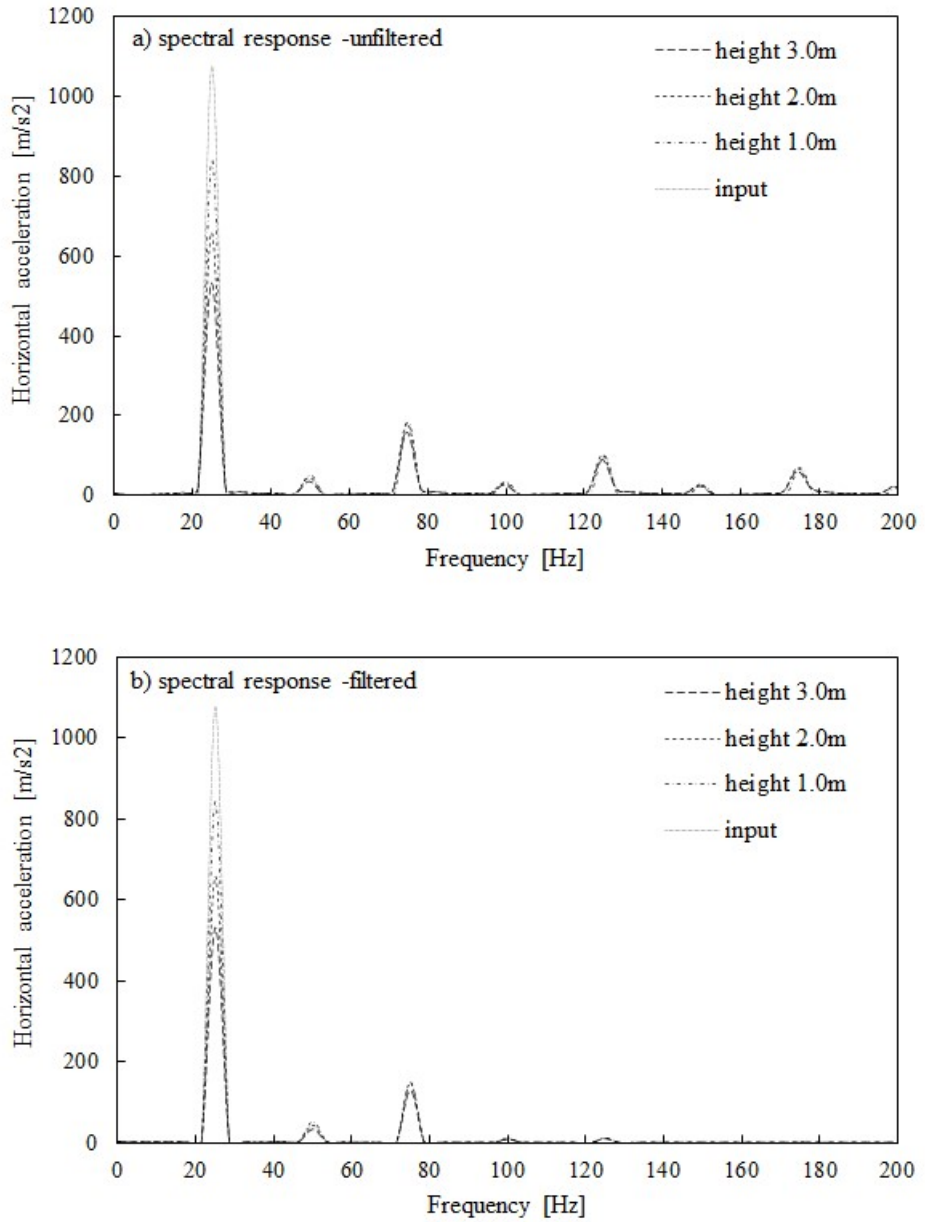 a) spectral response -unfiltered
height 3.0m
height 2.0m
height 1.0m
input
1200
1000
800
600
400
200
0
Horizontal acceleration [m/s2]
0 20 40 60 80 100 120 140 160 180 200
Frequency [Hz]
b) spectral response -filtered
height 3.0m
height 2.0m
height 1.0m
input
1200
1000
800
600
400
200
0
Horizontal acceleration [m/s2]
0 20 40 60 80 100 120 140 160 180 200
Frequency [Hz]